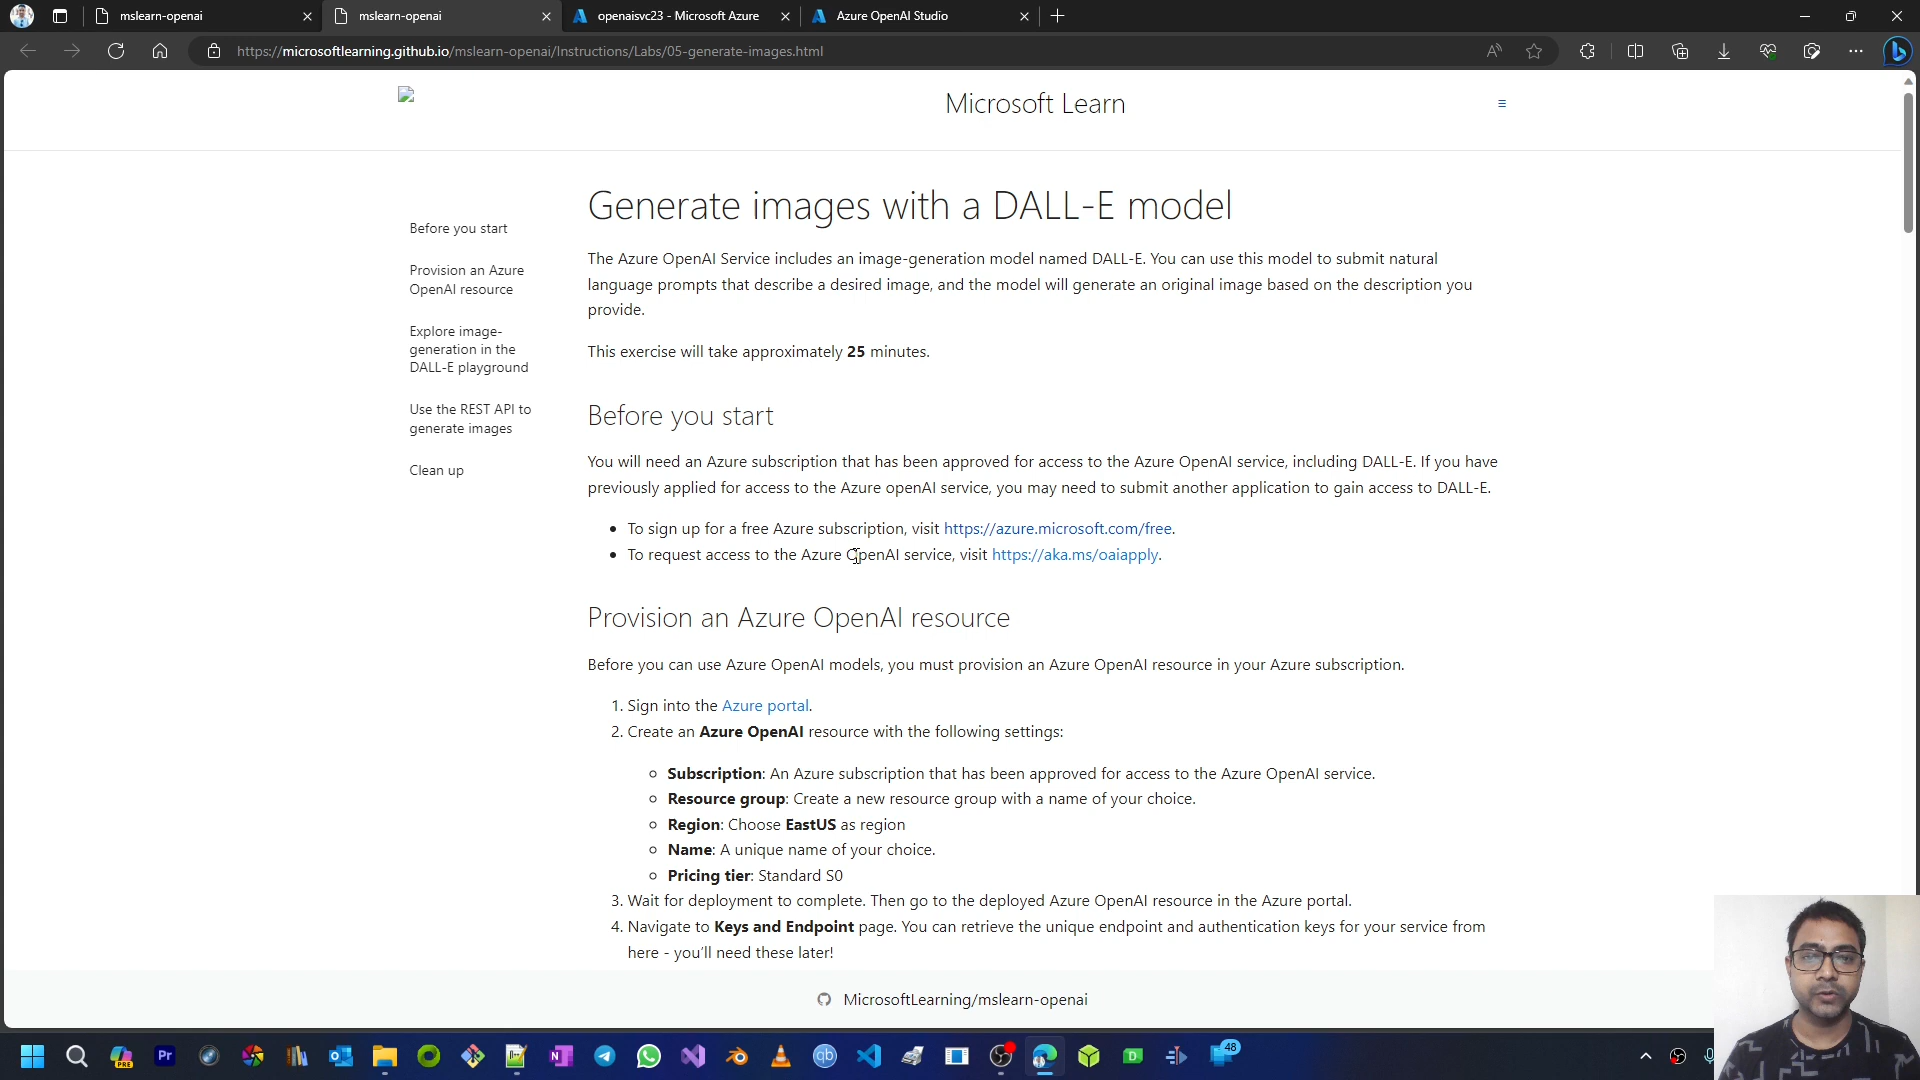 mslearn-openai
mslearn-openai
openaisvc23 - Microsoft Azure
Azure OpenAI Studio
https://microsoftlearning.github.io/mslearn-openai/Instructions/Labs/05-generate-images.html
Microsoft Learn
Before you start
Provision an Azure
OpenAI resource
Explore image-
generation in the
DALL-E playground
Use the REST API to
generate images
Clean up
Generate images with a DALL-E model
The Azure OpenAI Service includes an image-generation model named DALL-E. You can use this model to submit natural
language prompts that describe a desired image, and the model will generate an original image based on the description you
provide.
This exercise will take approximately 25 minutes.
Before you start
You will need an Azure subscription that has been approved for access to the Azure OpenAI service, including DALL-E. If you have
previously applied for access to the Azure openAI service, you may need to submit another application to gain access to DALL-E.
• To sign up for a free Azure subscription, visit https://azure.microsoft.com/free.
• To request access to the Azure OpenAI service, visit https://aka.ms/oaiapply.
Provision an Azure OpenAI resource
Before you can use Azure OpenAI models, you must provision an Azure OpenAI resource in your Azure subscription.
1. Sign into the Azure portal.
2. Create an Azure OpenAI resource with the following settings:
○ Subscription: An Azure subscription that has been approved for access to the Azure OpenAI service.
○ Resource group: Create a new resource group with a name of your choice.
○ Region: Choose EastUS as region
○ Name: A unique name of your choice.
○ Pricing tier: Standard S0
3. Wait for deployment to complete. Then go to the deployed Azure OpenAI resource in the Azure portal.
4. Navigate to Keys and Endpoint page. You can retrieve the unique endpoint and authentication keys for your service from
here - you'll need these later!
MicrosoftLearning/mslearn-openai
PRE
Pr
N
qb
D
48